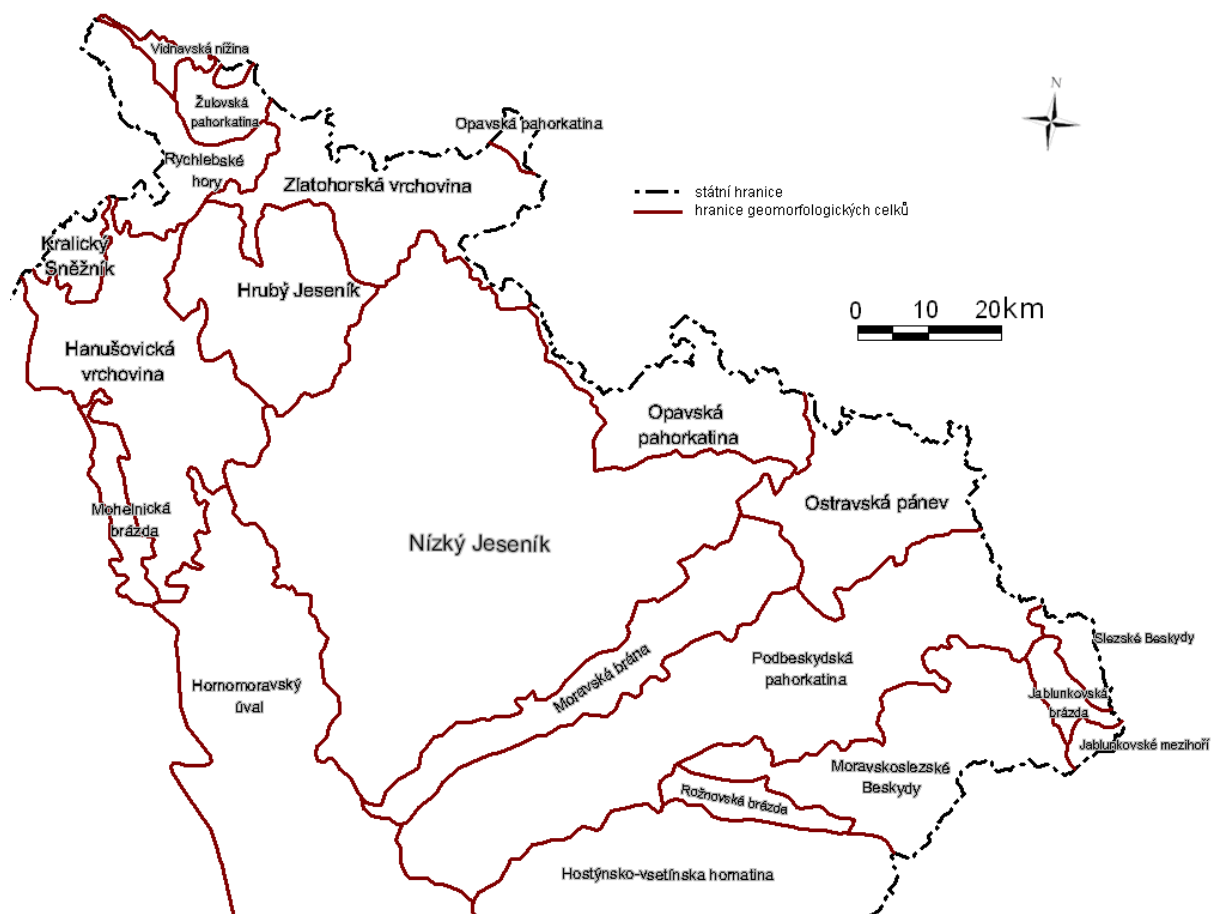 Vidnavská nížina
N
Žulovská
pahorkatina
Opavská pahorkatina
Rychlebské
hory
Zlatohorská vrchovina
státní hranice
hranice geomorfologických celků
Kralický
Sněžník
Hrubý Jeseník
0 10 20km
Hanušovická
vrchovina
Opavská
pahorkatina
Mohelnická
brázda
Ostravská pánev
Nízký Jeseník
Slezské Beskydy
Podbeskydská
pahorkatina
Moravská brána
Hornomoravský
úval
Jablunkovská
brázda
Jablunkovské mezihoří
Moravskoslezské
Beskydy
Rožnovská brázda
Hostýnsko-vsetínska hornatina